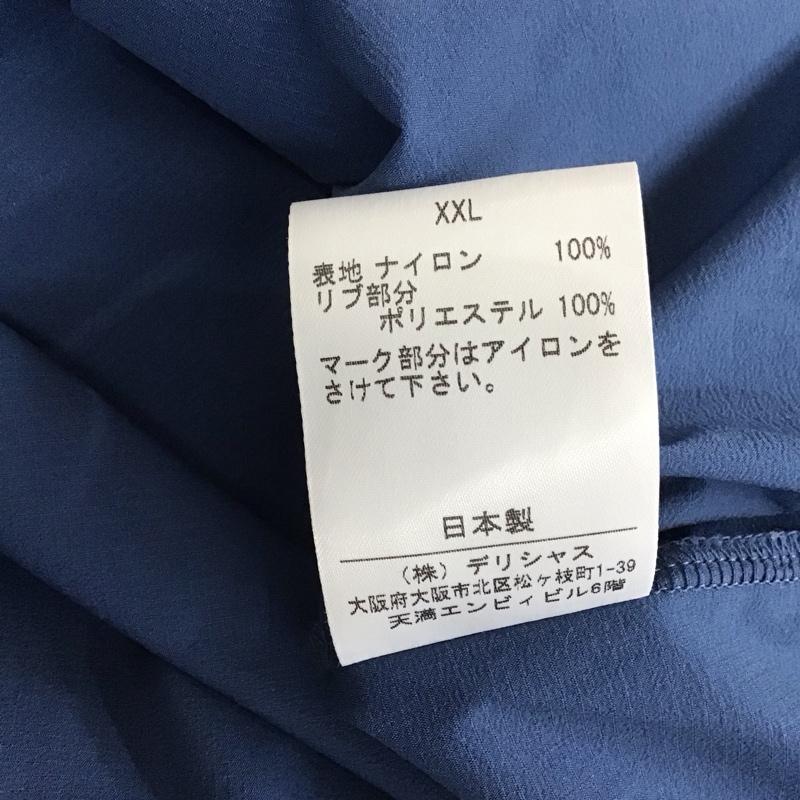 XXL
表地 ナイロン 100%
リブ部分
ポリエステル 100%
マーク部分はアイロンを
さけて下さい。
日本製
（株）デリシャス
大阪府大阪市北区松ヶ枝町1-39
天満エンビィビル6階